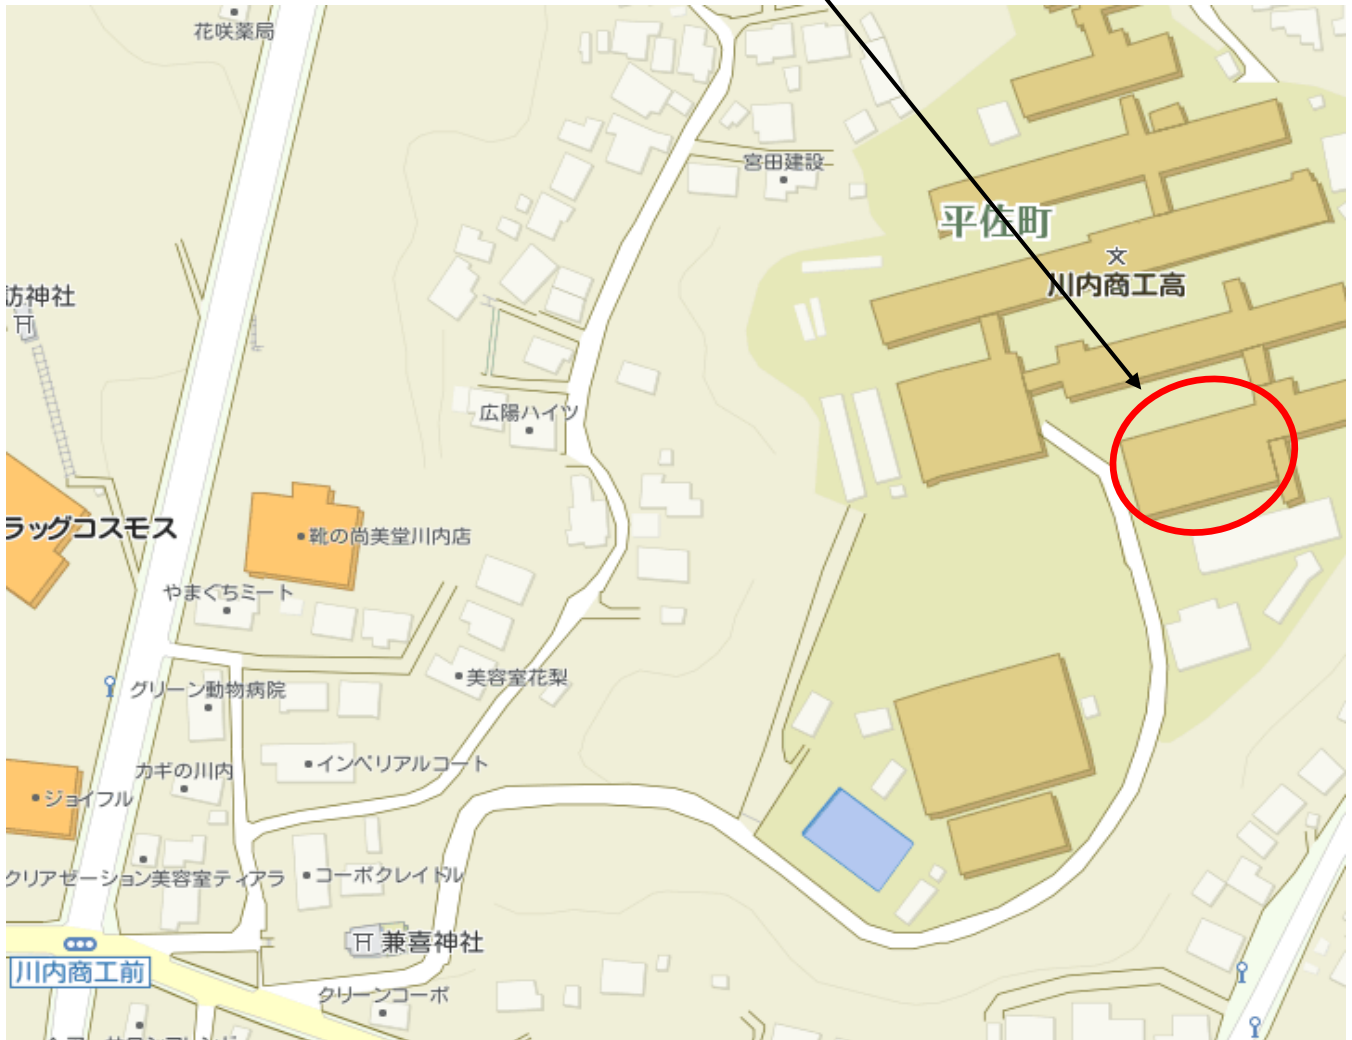 花咲薬局
宮田建設
平佐町
文
川内商工高
訪神社
広陽ハイツ
ラッグコスモス
靴の尚美堂川内店
やまぐちミート
美容室花梨
グリーン動物病院
インペリアルコート
カギの川内
ジョイフル
クリアゼーション美容室ティアラ
コーポクレイドル
兼喜神社
川内商工前
クリーンコーポ